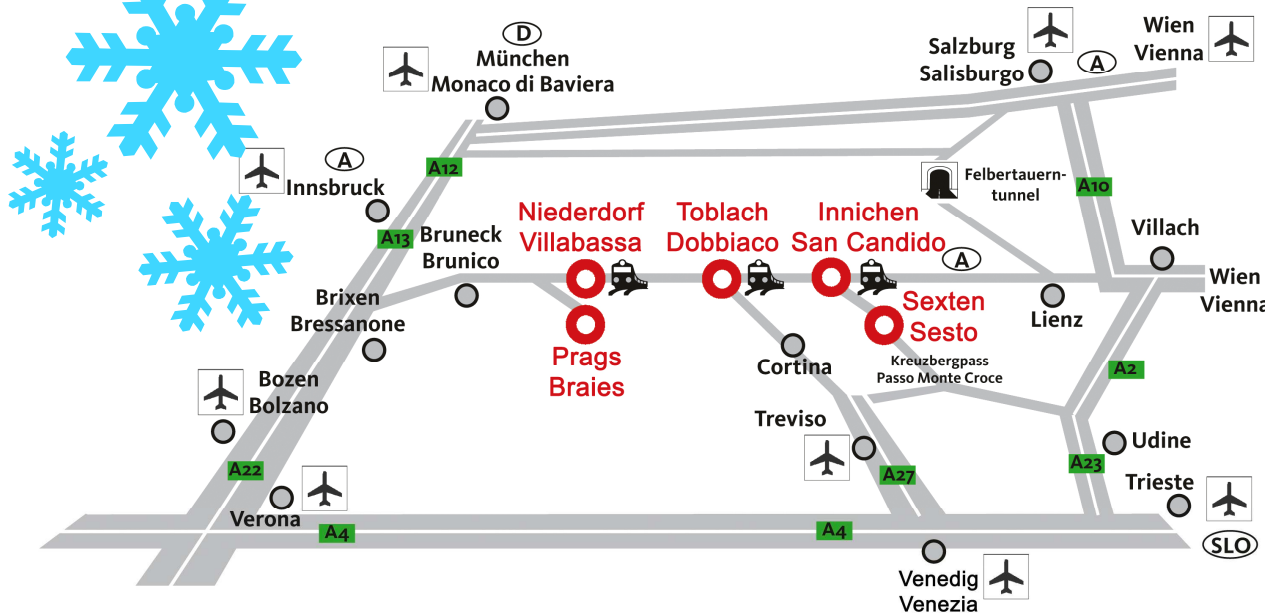 D
München
Monaco di Baviera
Salzburg
Salisburgo
A
Wien
Vienna
A
Innsbruck
A12
Felbertauern-
tunnel
A10
A13
Bruneck
Brunico
Niederdorf
Villabassa
Toblach
Dobbiaco
Innichen
San Candido
A
Villach
Wien
Vienna
Brixen
Bressanone
Sexten
Sesto
Lienz
Prags
Braies
Cortina
Kreuzbergpass
Passo Monte Croce
A2
Bozen
Bolzano
Treviso
Udine
A22
A27
A23
Trieste
Verona
A4
A4
SLO
Venedig
Venezia